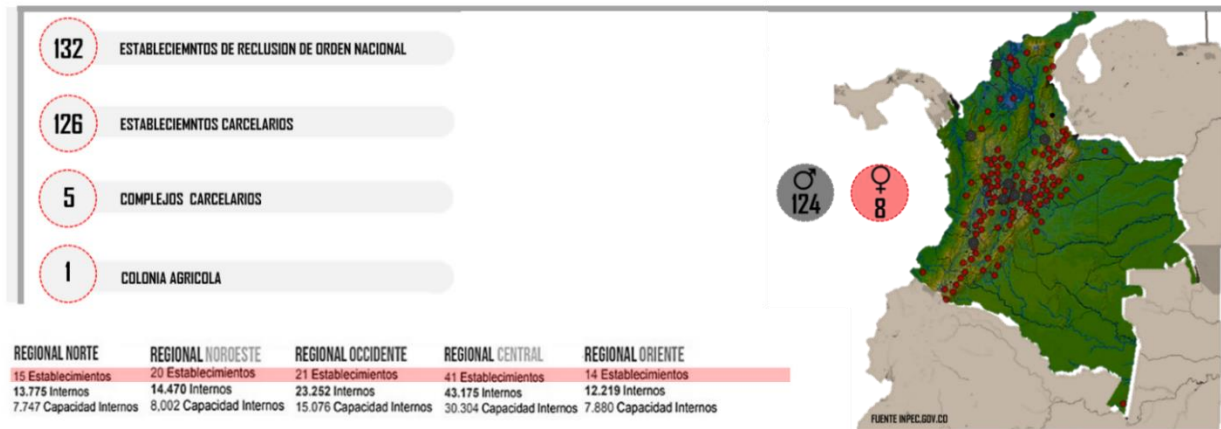 132
ESTABLECIEMNTOS DE RECLUSION DE ORDEN NACIONAL
126
ESTABLECIEMNTOS CARCELARIOS
5
COMPLEJOS CARCELARIOS
1
COLONIA AGRICOLA
♂
124
♀
8
REGIONAL NORTE
15 Establecimientos
13.775 Internos
7.747 Capacidad Internos
REGIONAL NOROESTE
20 Establecimientos
14.470 Internos
8,002 Capacidad Internos
REGIONAL OCCIDENTE
21 Establecimientos
23.252 Internos
15.076 Capacidad Internos
REGIONAL CENTRAL
41 Establecimientos
43.175 Internos
30.304 Capacidad Internos
REGIONAL ORIENTE
14 Establecimientos
12.219 Internos
7.880 Capacidad Internos
FUENTE INPEC.GOV.CO